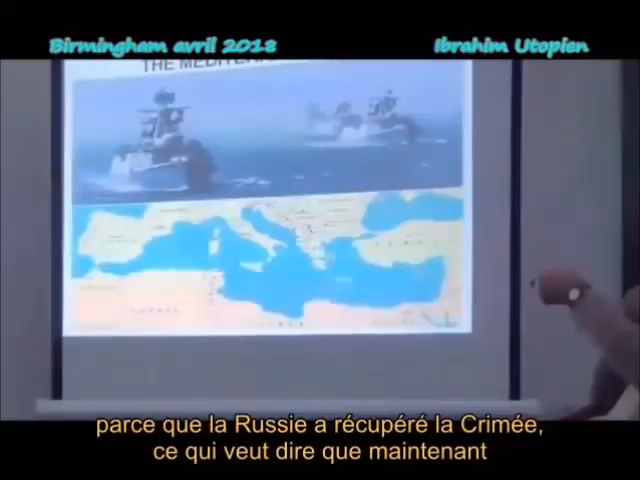 Birmingham avril 2018
Ibrahim Utopien
THE
parce que la Russie a récupéré la Crimée,
ce qui veut dire que maintenant